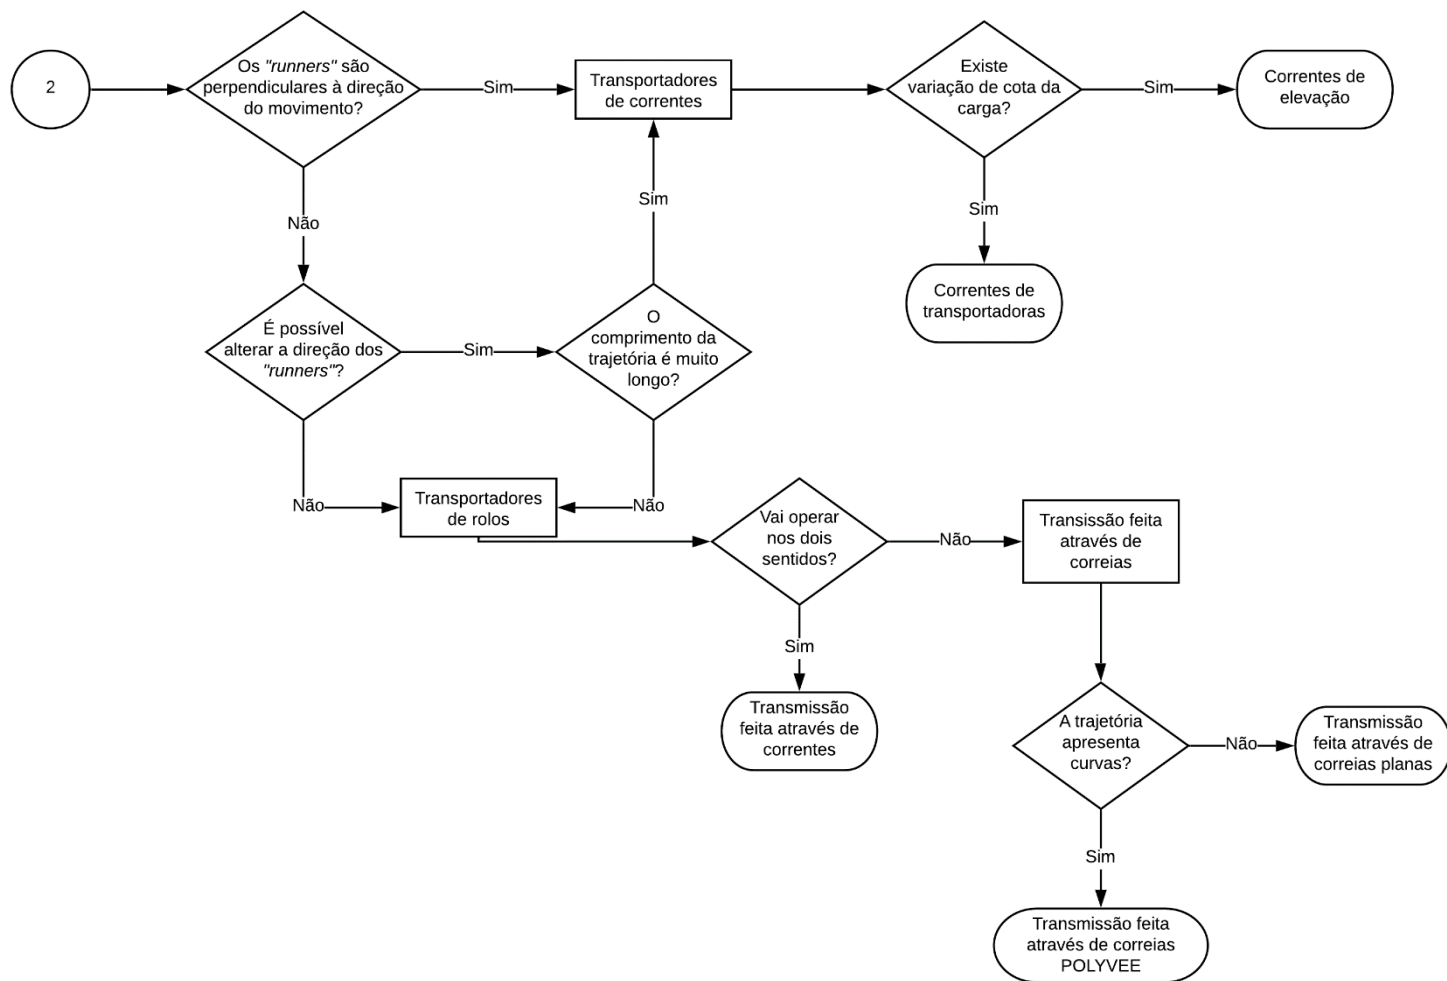 2
Os "runners" são
perpendiculares à direção
do movimento?
Sim
Transportadores
de correntes
Existe
variação de cota da
carga?
Sim
Correntes de
elevação
Não
Sim
Sim
Correntes de
transportadoras
É possível
alterar a direção dos
"runners"?
Sim
O
comprimento da
trajetória é muito
longo?
Não
Transportadores
de rolos
Não
Vai operar
nos dois
sentidos?
Não
Transissão feita
através de
correias
Sim
Transmissão
feita através de
correntes
A trajetória
apresenta
curvas?
Não
Transmissão
feita através de
correias planas
Sim
Transmissão feita
através de correias
POLYVEE